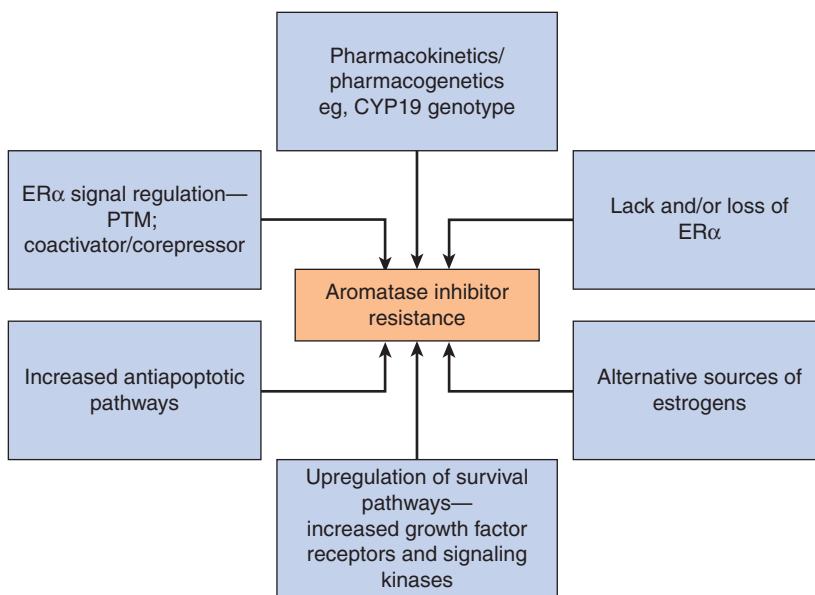 Pharmacokinetics/
pharmacogenetics
eg, CYP19 genotype
ERα signal regulation—
PTM;
coactivator/corepressor
Lack and/or loss of
ERα
Aromatase inhibitor
resistance
Increased antiapoptotic
pathways
Alternative sources of
estrogens
Upregulation of survival
pathways—
increased growth factor
receptors and signaling
kinases